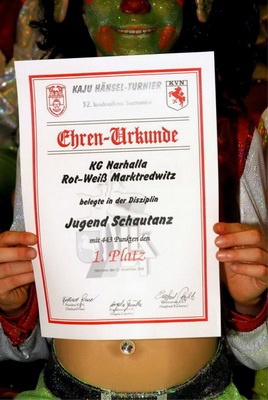 KAJU HÄNSEL-TURNIER
KVN
Ehren-Urkunde
KG Narhalla
Rot-Weiß Marktredwitz
belegte in der Disziplin
Jugend Schautanz
mit 443 Punkten den
1. Platz